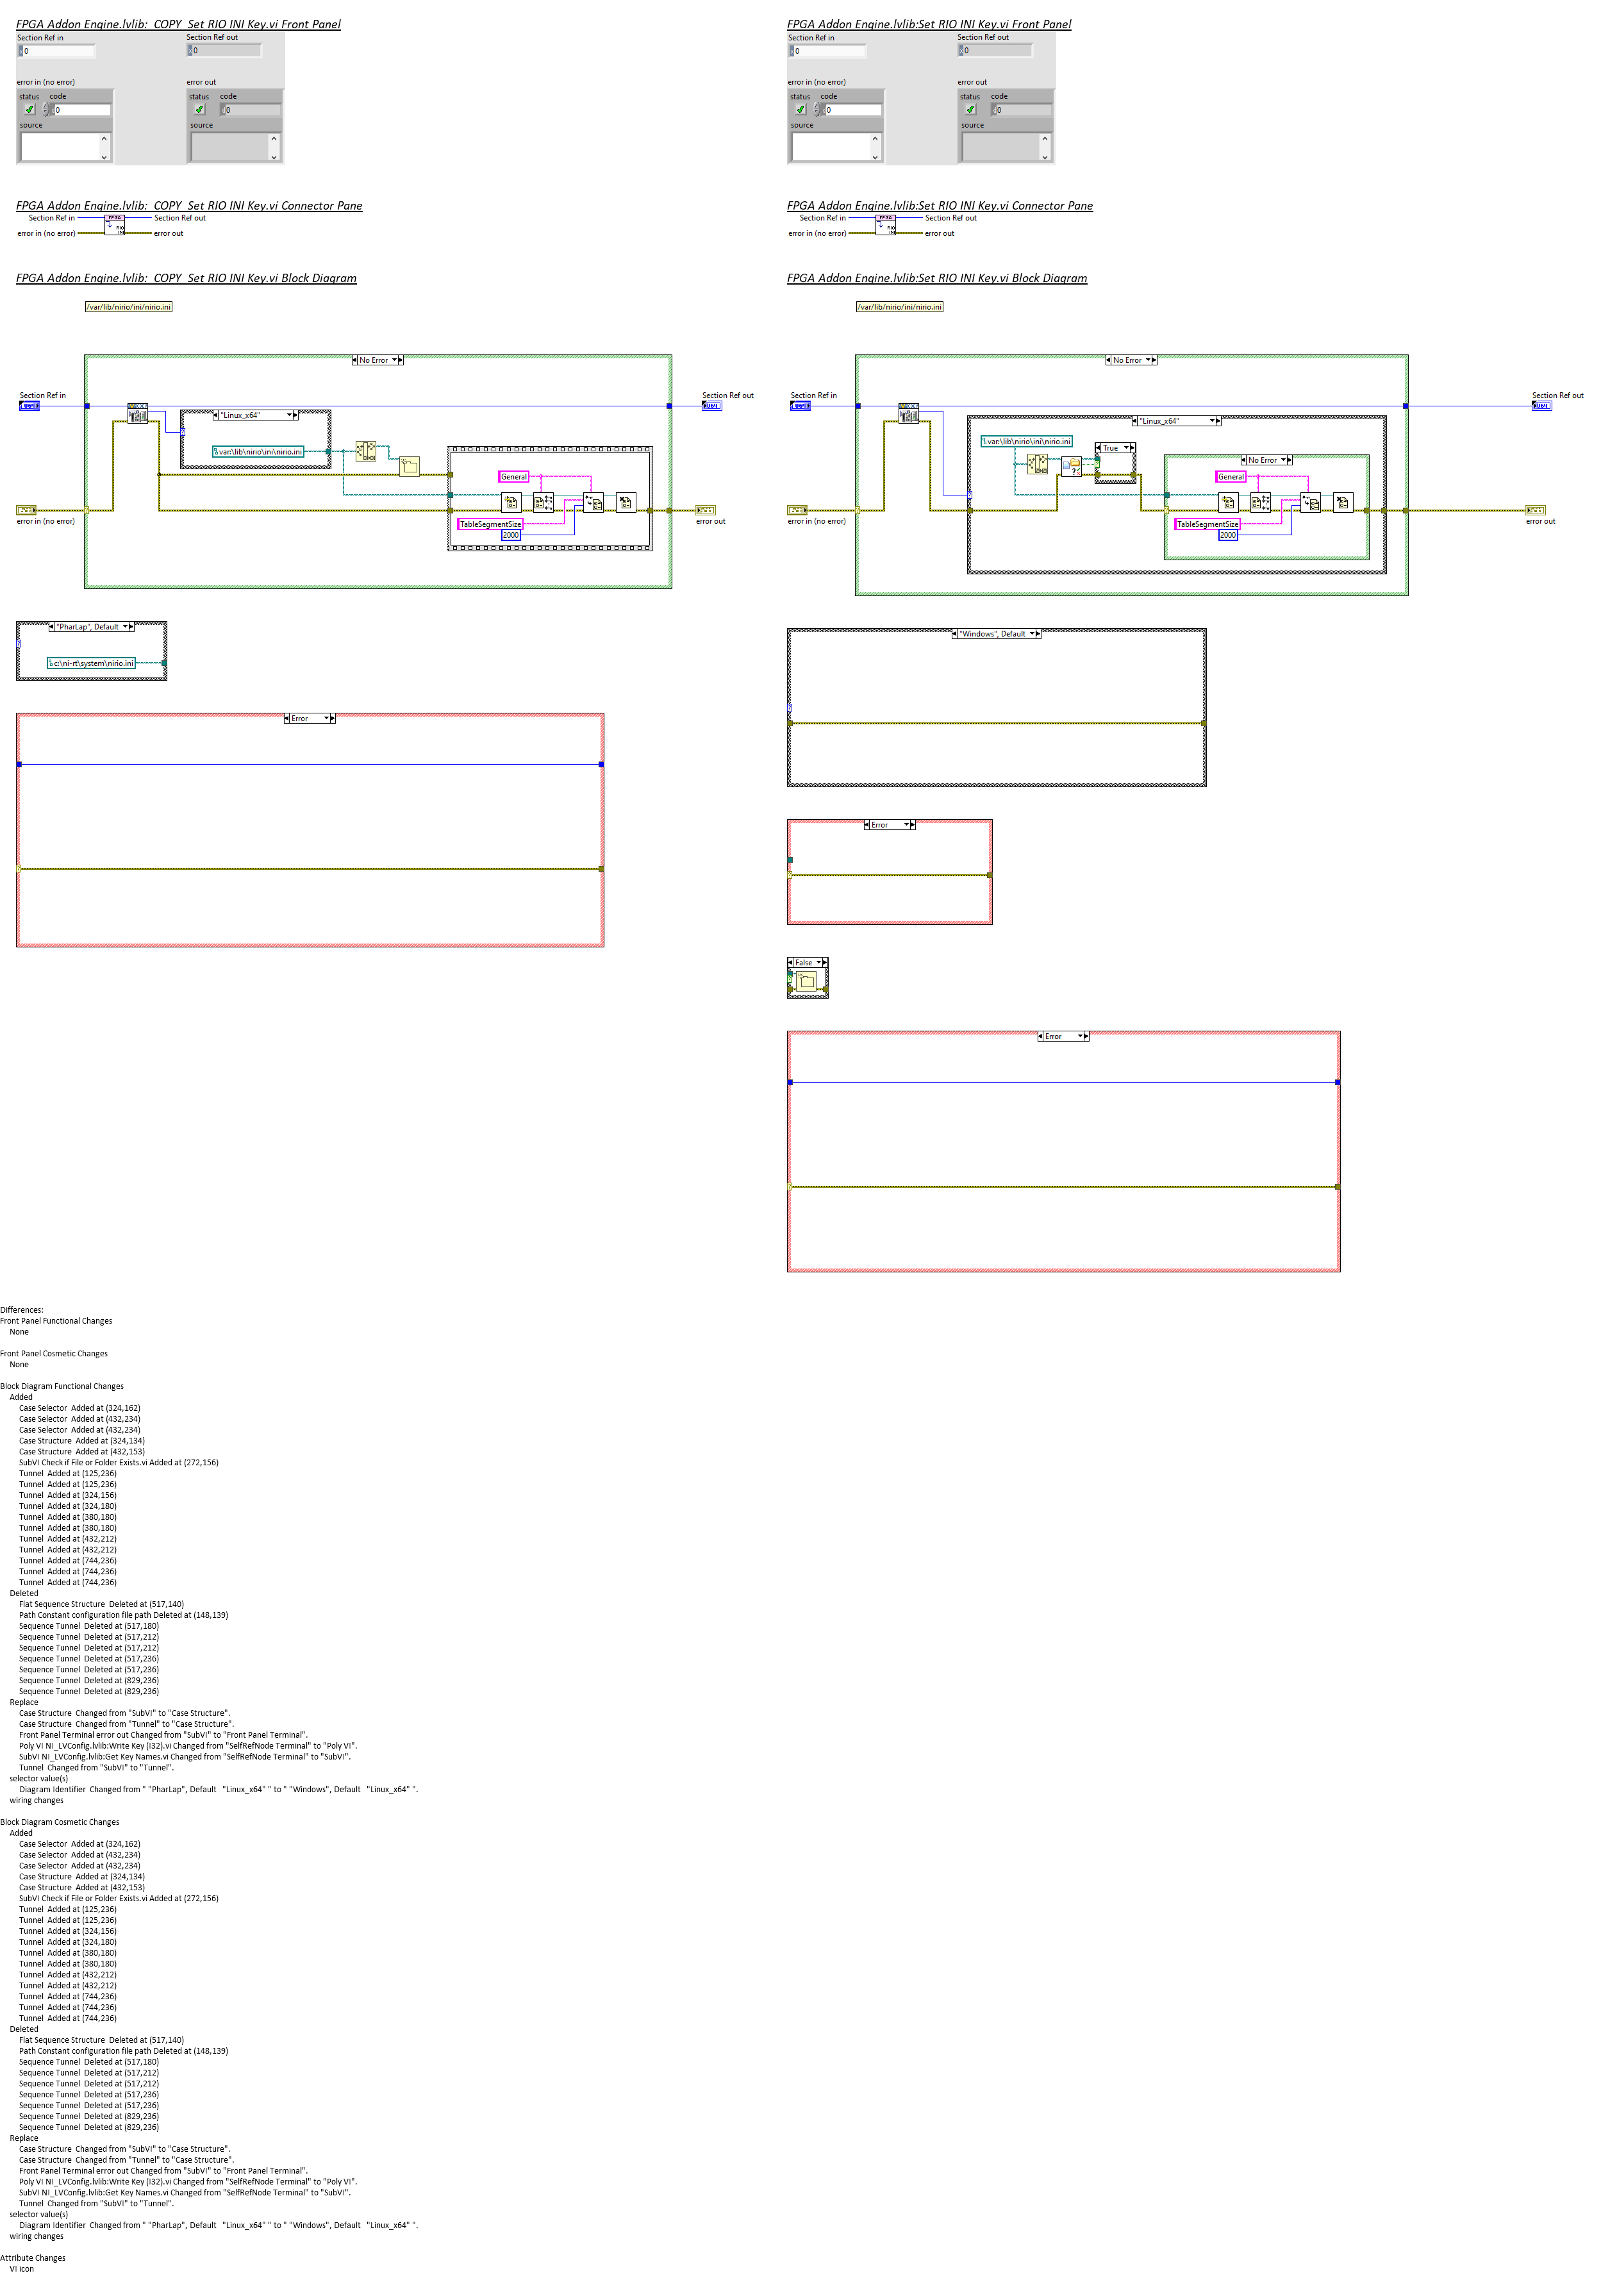 FPGA Addon Engine.lvlib:_COPY_Set RIO INI Key.vi Front Panel
Section Ref in
Section Ref out
0
0
error in (no error)
error out
status
code
status
code
0
0
source
source
FPGA Addon Engine.lvlib:_COPY_Set RIO INI Key.vi Connector Pane
Section Ref in
FPGA
Section Ref out
error in (no error)
RIO
INI
error out
FPGA Addon Engine.lvlib:_COPY_Set RIO INI Key.vi Block Diagram
/var/lib/nirio/ini/nirio.ini
No Error
Section Ref in
Section Ref out
"Linux_x64"
var:\lib\nirio\ini\nirio.ini
General
error in (no error)
error out
TableSegmentSize
2000
"PharLap", Default
c:\ni-rt\system\nirio.ini
Error
FPGA Addon Engine.lvlib:Set RIO INI Key.vi Front Panel
Section Ref in
Section Ref out
0
0
error in (no error)
error out
status
code
status
code
0
0
source
source
FPGA Addon Engine.lvlib:Set RIO INI Key.vi Connector Pane
Section Ref in
FPGA
Section Ref out
error in (no error)
RIO
INI
error out
FPGA Addon Engine.lvlib:Set RIO INI Key.vi Block Diagram
/var/lib/nirio/ini/nirio.ini
No Error
Section Ref in
Section Ref out
"Linux_x64"
var:\lib\nirio\ini\nirio.ini
True
No Error
General
error in (no error)
error out
TableSegmentSize
2000
"Windows", Default
Error
False
Error
Differences:
Front Panel Functional Changes
None
Front Panel Cosmetic Changes
None
Block Diagram Functional Changes
Added
Case Selector  Added at (324,162)
Case Selector  Added at (432,234)
Case Selector  Added at (432,234)
Case Structure  Added at (324,134)
Case Structure  Added at (432,153)
SubVI Check if File or Folder Exists.vi Added at (272,156)
Tunnel  Added at (125,236)
Tunnel  Added at (125,236)
Tunnel  Added at (324,156)
Tunnel  Added at (324,180)
Tunnel  Added at (380,180)
Tunnel  Added at (380,180)
Tunnel  Added at (432,212)
Tunnel  Added at (432,212)
Tunnel  Added at (744,236)
Tunnel  Added at (744,236)
Tunnel  Added at (744,236)
Deleted
Flat Sequence Structure  Deleted at (517,140)
Path Constant configuration file path Deleted at (148,139)
Sequence Tunnel  Deleted at (517,180)
Sequence Tunnel  Deleted at (517,212)
Sequence Tunnel  Deleted at (517,212)
Sequence Tunnel  Deleted at (517,236)
Sequence Tunnel  Deleted at (517,236)
Sequence Tunnel  Deleted at (829,236)
Sequence Tunnel  Deleted at (829,236)
Replace
Case Structure  Changed from "SubVI" to "Case Structure".
Case Structure  Changed from "Tunnel" to "Case Structure".
Front Panel Terminal error out Changed from "SubVI" to "Front Panel Terminal".
Poly VI NI_LVConfig.lvlib:Write Key (I32).vi Changed from "SelfRefNode Terminal" to "Poly VI".
SubVI NI_LVConfig.lvlib:Get Key Names.vi Changed from "SelfRefNode Terminal" to "SubVI".
Tunnel  Changed from "SubVI" to "Tunnel".
selector value(s)
Diagram Identifier  Changed from " "PharLap", Default   "Linux_x64" " to " "Windows", Default   "Linux_x64" ".
wiring changes
Block Diagram Cosmetic Changes
Added
Case Selector  Added at (324,162)
Case Selector  Added at (432,234)
Case Selector  Added at (432,234)
Case Structure  Added at (324,134)
Case Structure  Added at (432,153)
SubVI Check if File or Folder Exists.vi Added at (272,156)
Tunnel  Added at (125,236)
Tunnel  Added at (125,236)
Tunnel  Added at (324,156)
Tunnel  Added at (324,180)
Tunnel  Added at (380,180)
Tunnel  Added at (380,180)
Tunnel  Added at (432,212)
Tunnel  Added at (432,212)
Tunnel  Added at (744,236)
Tunnel  Added at (744,236)
Tunnel  Added at (744,236)
Deleted
Flat Sequence Structure  Deleted at (517,140)
Path Constant configuration file path Deleted at (148,139)
Sequence Tunnel  Deleted at (517,180)
Sequence Tunnel  Deleted at (517,212)
Sequence Tunnel  Deleted at (517,212)
Sequence Tunnel  Deleted at (517,236)
Sequence Tunnel  Deleted at (517,236)
Sequence Tunnel  Deleted at (829,236)
Sequence Tunnel  Deleted at (829,236)
Replace
Case Structure  Changed from "SubVI" to "Case Structure".
Case Structure  Changed from "Tunnel" to "Case Structure".
Front Panel Terminal error out Changed from "SubVI" to "Front Panel Terminal".
Poly VI NI_LVConfig.lvlib:Write Key (I32).vi Changed from "SelfRefNode Terminal" to "Poly VI".
SubVI NI_LVConfig.lvlib:Get Key Names.vi Changed from "SelfRefNode Terminal" to "SubVI".
Tunnel  Changed from "SubVI" to "Tunnel".
selector value(s)
Diagram Identifier  Changed from " "PharLap", Default   "Linux_x64" " to " "Windows", Default   "Linux_x64" ".
wiring changes
Attribute Changes
VI icon